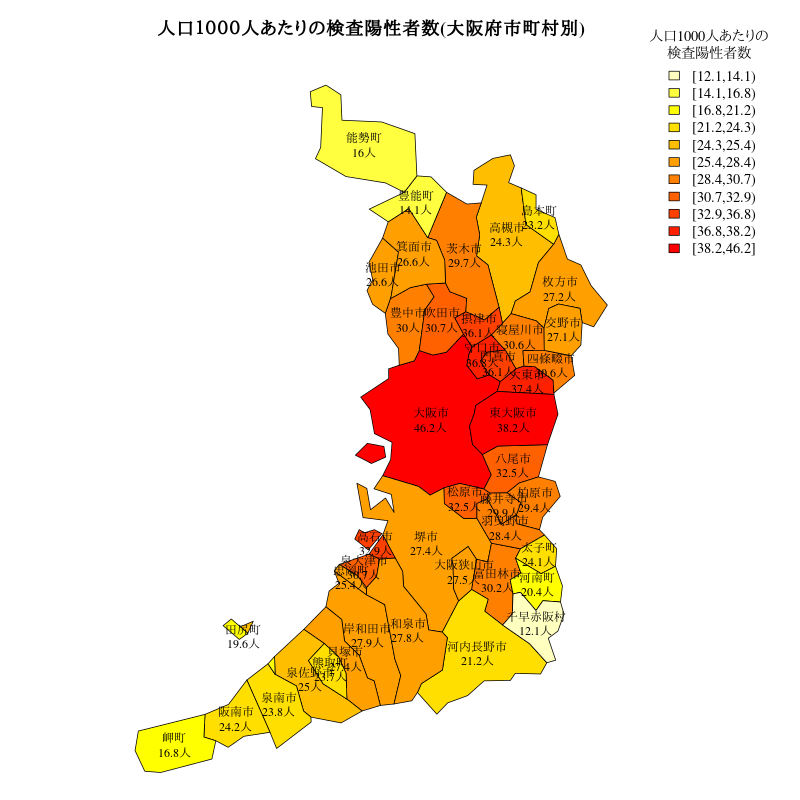 人口1000人あたりの検査陽性者数(大阪府市町村別)
人口1000人あたりの
検査陽性者数
[12.1,14.1)
[14.1,16.8)
[16.8,21.2)
[21.2,24.3)
[24.3,25.4)
[25.4,28.4)
[28.4,30.7)
[30.7,32.9)
[32.9,36.8)
[36.8,38.2)
[38.2,46.2]
能勢町
16人
豊能町
14.1人
島本町
23.2人
高槻市
24.3人
箕面市
26.6人
茨木市
29.7人
池田市
26.6人
枚方市
27.2人
豊中市
30人
吹田市
30.7人
摂津市
36.1人
寝屋川市
30.6人
交野市
27.1人
守口市
36.8人
門真市
36.1人
四條畷市
30.6人
大東市
37.4人
大阪市
46.2人
東大阪市
38.2人
八尾市
32.5人
松原市
32.5人
藤井寺市
29.9人
柏原市
29.4人
羽曳野市
28.4人
高石市
32.9人
堺市
27.4人
太子町
24.1人
泉大津市
30.7人
忠岡町
25.4人
大阪狭山市
27.5人
富田林市
30.2人
河南町
20.4人
千早赤阪村
12.1人
田尻町
19.6人
岸和田市
27.9人
和泉市
27.8人
河内長野市
21.2人
貝塚市
27.4人
熊取町
23.7人
泉佐野市
25人
泉南市
23.8人
阪南市
24.2人
岬町
16.8人